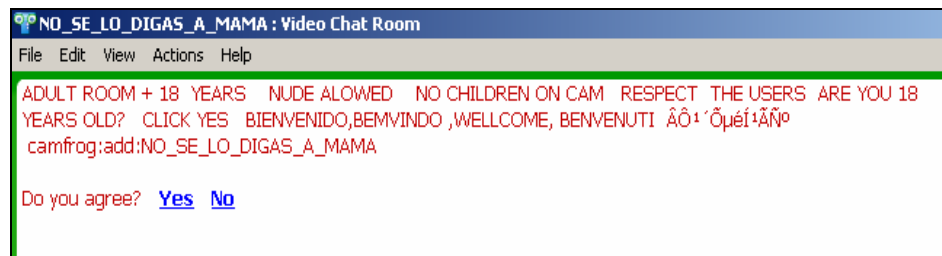 NO_SE_LO_DIGAS_A_MAMA : Video Chat Room
File Edit View Actions Help
ADULT ROOM + 18 YEARS NUDE ALOWED NO CHILDREN ON CAM RESPECT THE USERS ARE YOU 18
YEARS OLD? CLICK YES BIENVENIDO,BEMVINDO ,WELLCOME, BENVENUTI ÂÔ¹´ÕµéÍ¹ÃÑº
camfrog:add:NO_SE_LO_DIGAS_A_MAMA
Do you agree? Yes No